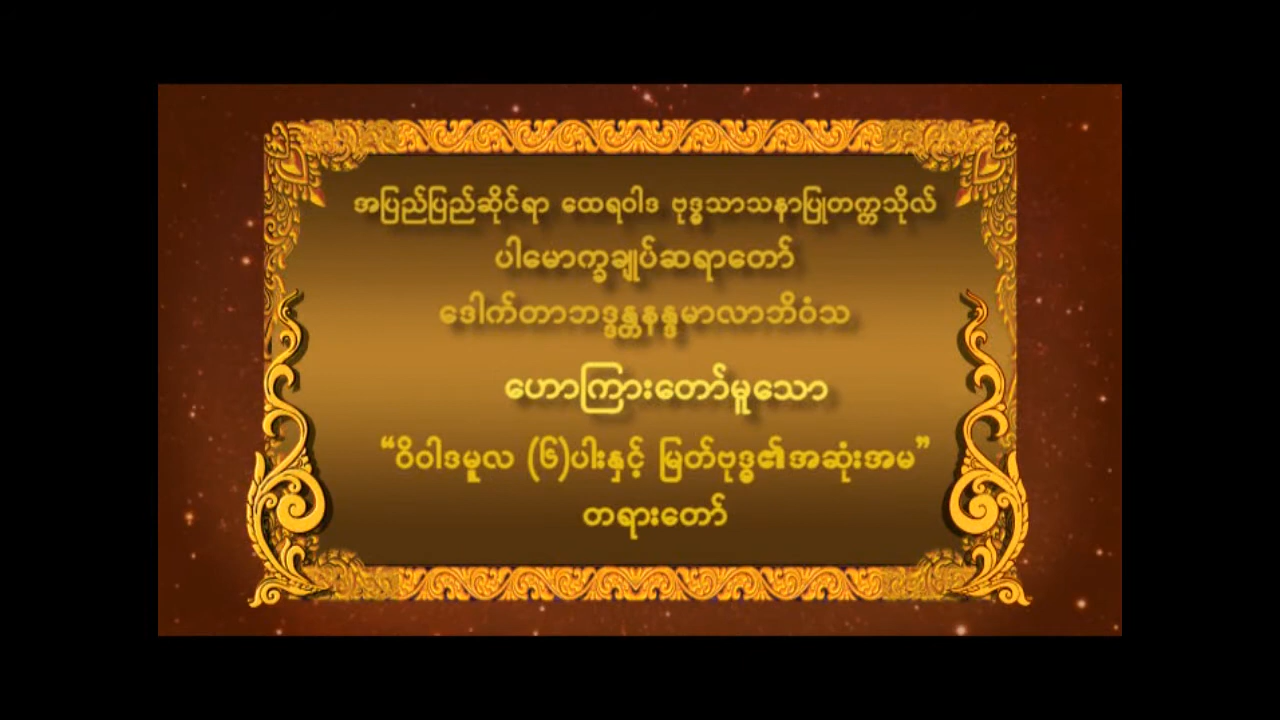 အပြည်ပြည်ဆိုင်ရာ ထေရဝါဒ ဗုဒ္ဓသာသနာပြုတက္ကသိုလ်
ပါမောက္ခချုပ်ဆရာတော်
ဒေါက်တာဘဒ္ဒန္တနန္ဒမာလာဘိဝံသ
ဟောကြားတော်မူသော
“ဝိဝါဒမူလ (၆)ပါးနှင့် မြတ်ဗုဒ္ဓ၏အဆုံးအမ”
တရားတော်